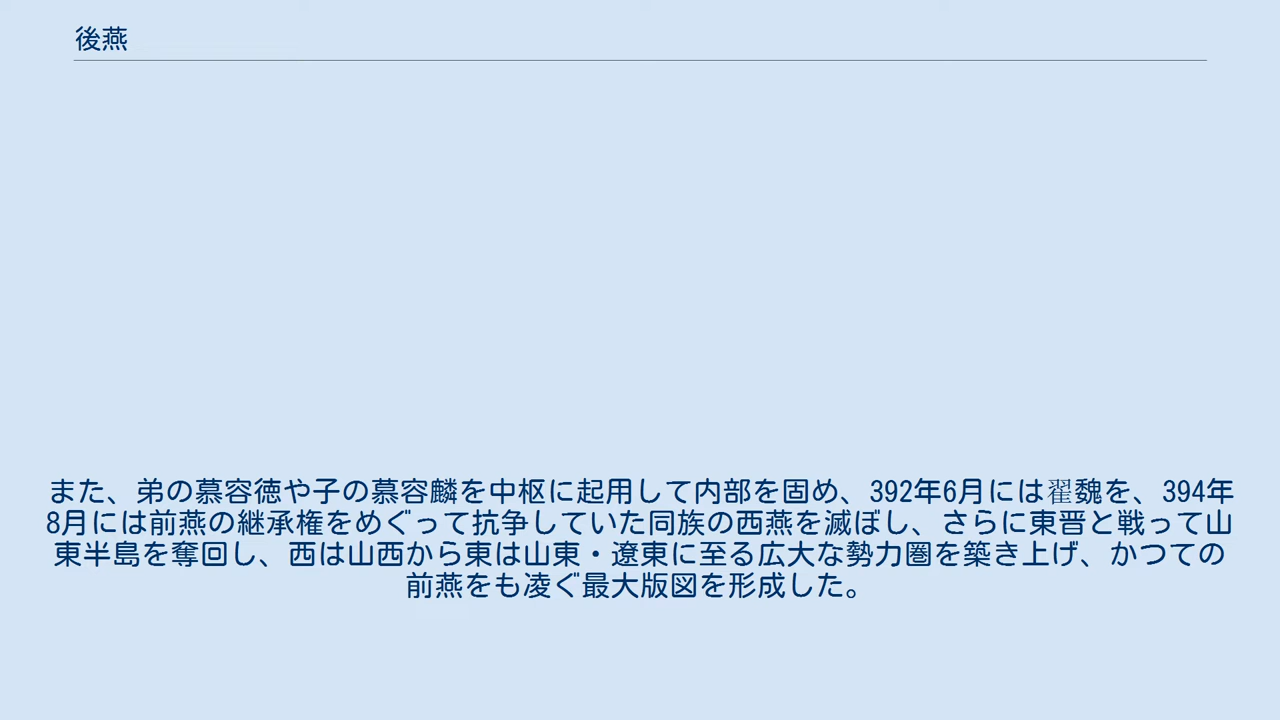 後燕
また、弟の慕容徳や子の慕容麟を中枢に起用して内部を固め、392年6月には翟魏を、394年
8月には前燕の継承権をめぐって抗争していた同族の西燕を滅ぼし、さらに東晋と戦って山
東半島を奪回し、西は山西から東は山東・遼東に至る広大な勢力圏を築き上げ、かつての
前燕をも凌ぐ最大版図を形成した。